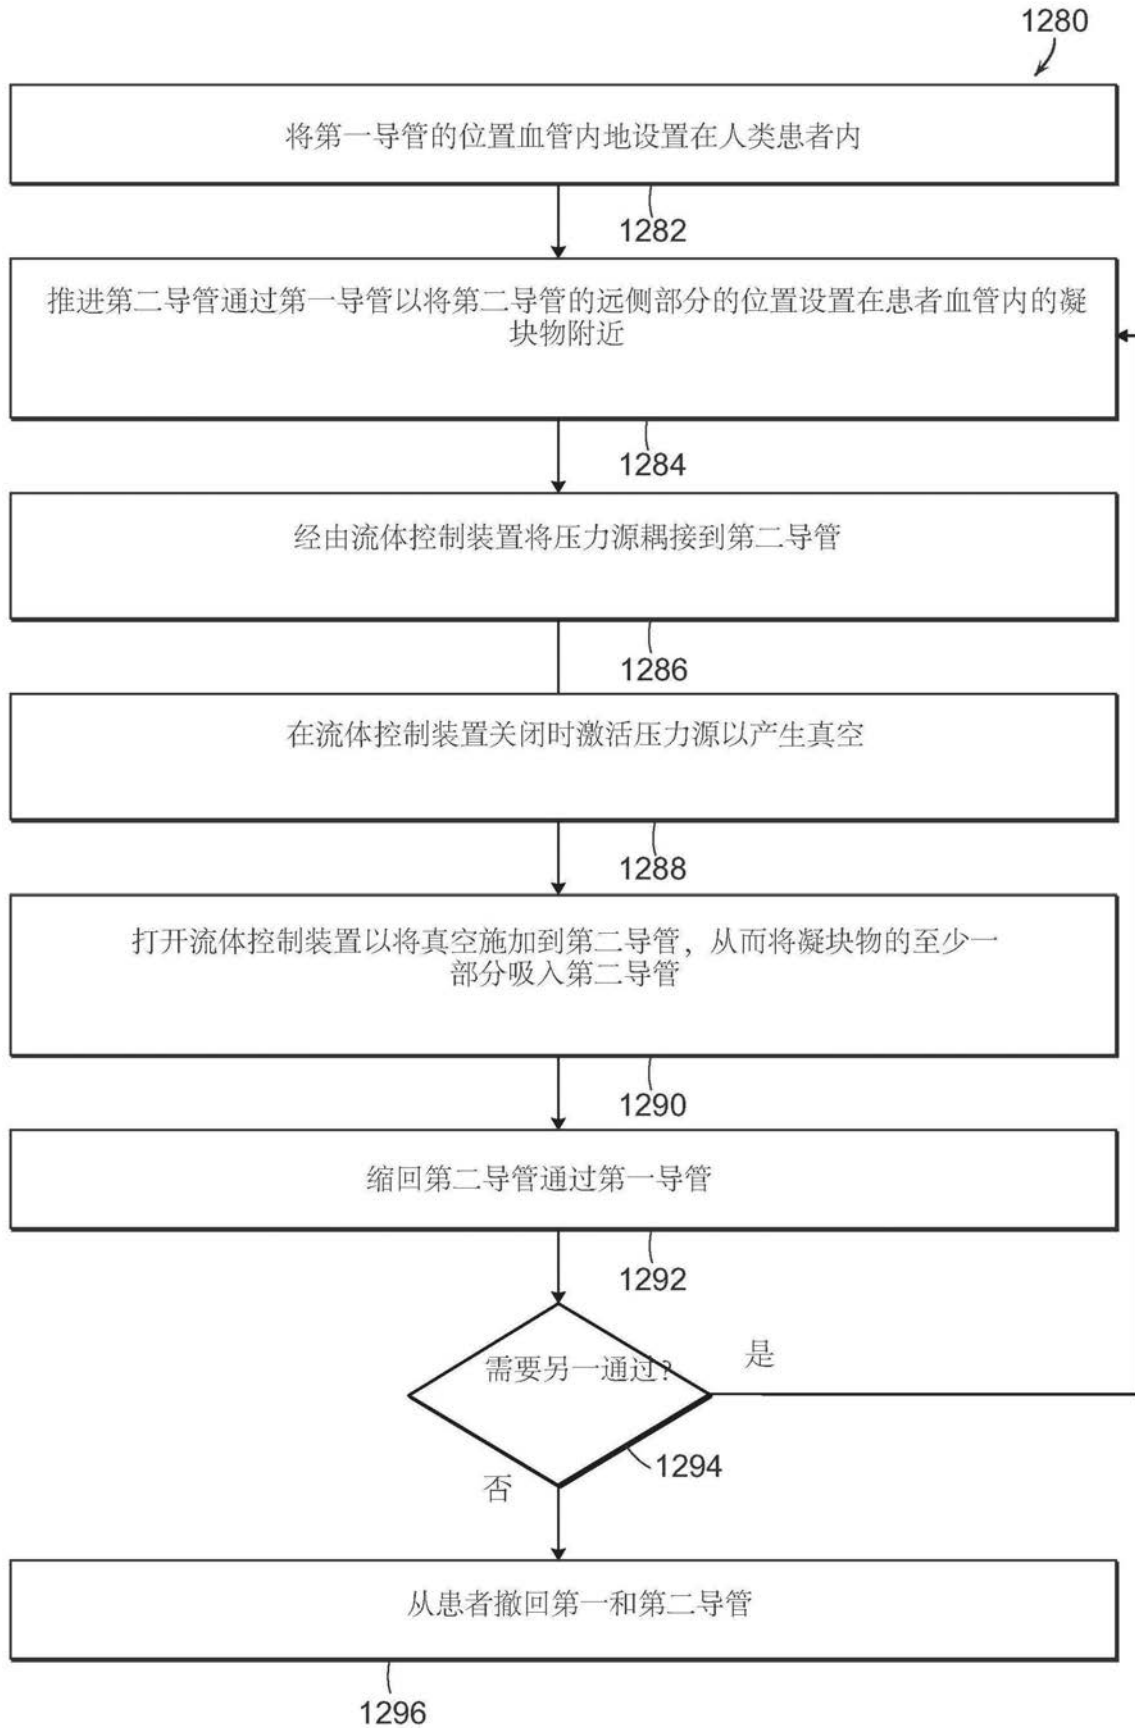 1280
将第一导管的位置血管内地设置在人类患者内
1282
推进第二导管通过第一导管以将第二导管的远侧部分的位置设置在患者血管内的凝
块物附近
1284
经由流体控制装置将压力源耦接到第二导管
1286
在流体控制装置关闭时激活压力源以产生真空
1288
打开流体控制装置以将真空施加到第二导管，从而将凝块物的至少一
部分吸入第二导管
1290
缩回第二导管通过第一导管
1292
需要另一通过?
是
1294
否
从患者撤回第一和第二导管
1296